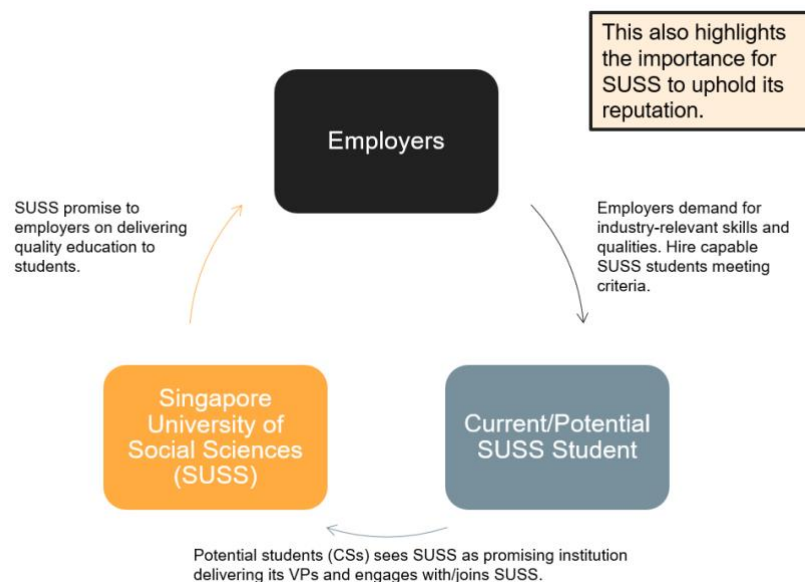 This also highlights
the importance for
SUSS to uphold its
reputation.
Employers
SUSS promise to
employers on delivering
quality education to
students.
Employers demand for
industry-relevant skills and
qualities. Hire capable
SUSS students meeting
criteria.
Singapore
University of
Social Sciences
(SUSS)
Current/Potential
SUSS Student
Potential students (CSs) sees SUSS as promising institution
delivering its VPs and engages with/joins SUSS.